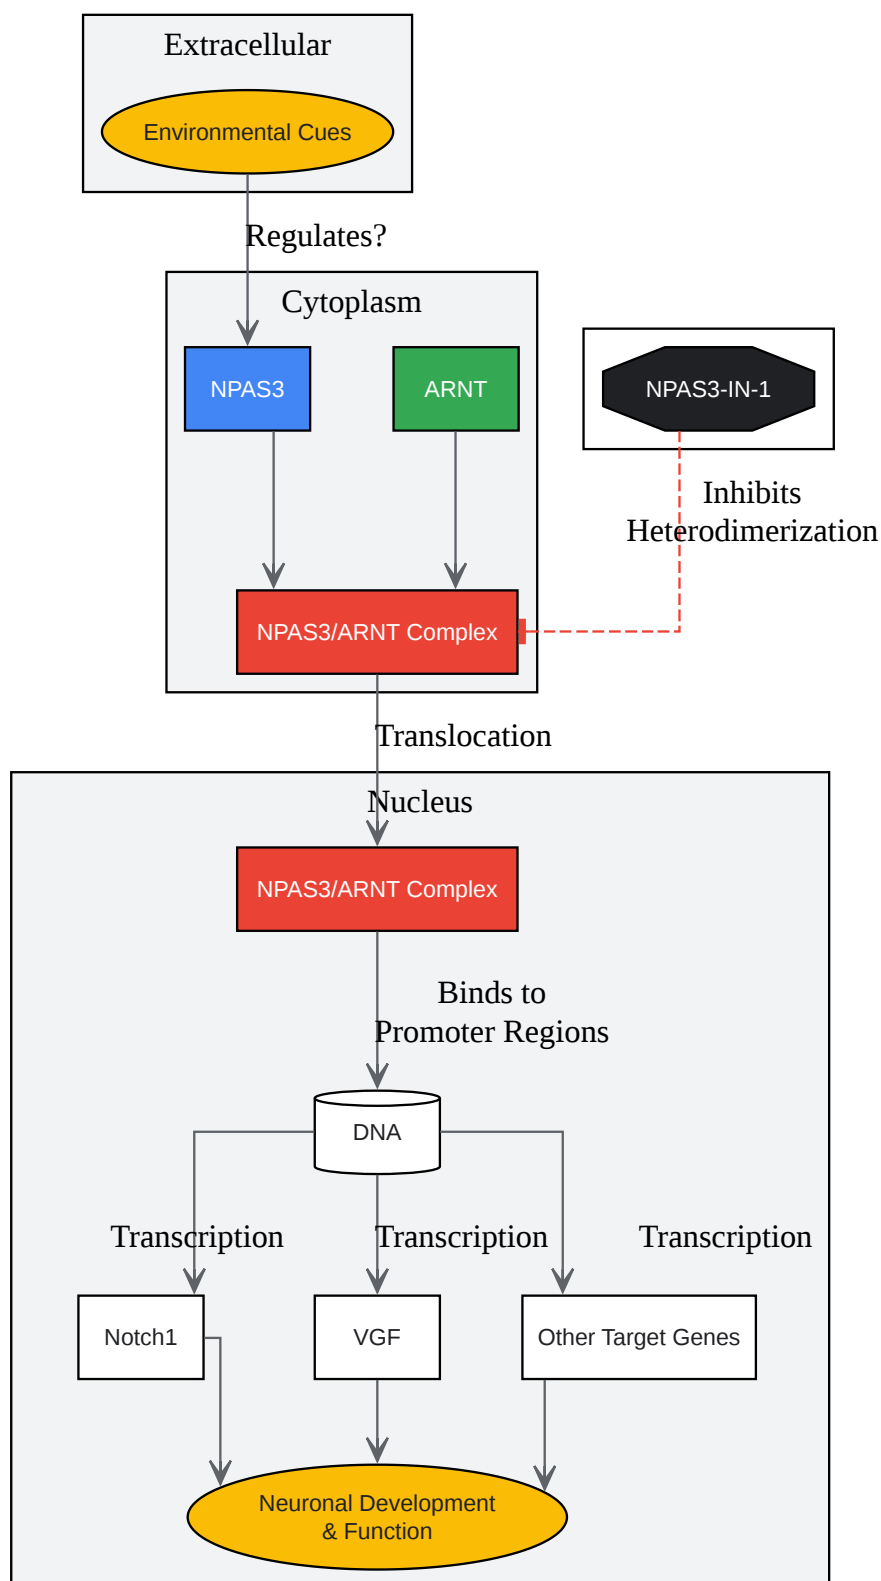 Extracellular
Environmental Cues
Regulates?
Cytoplasm
NPAS3
ARNT
NPAS3-IN-1
Inhibits
Heterodimerization
NPAS3/ARNT Complex
Translocation
Nucleus
NPAS3/ARNT Complex
Binds to
Promoter Regions
DNA
Transcription
Transcription
Transcription
Notch1
VGF
Other Target Genes
Neuronal Development
& Function